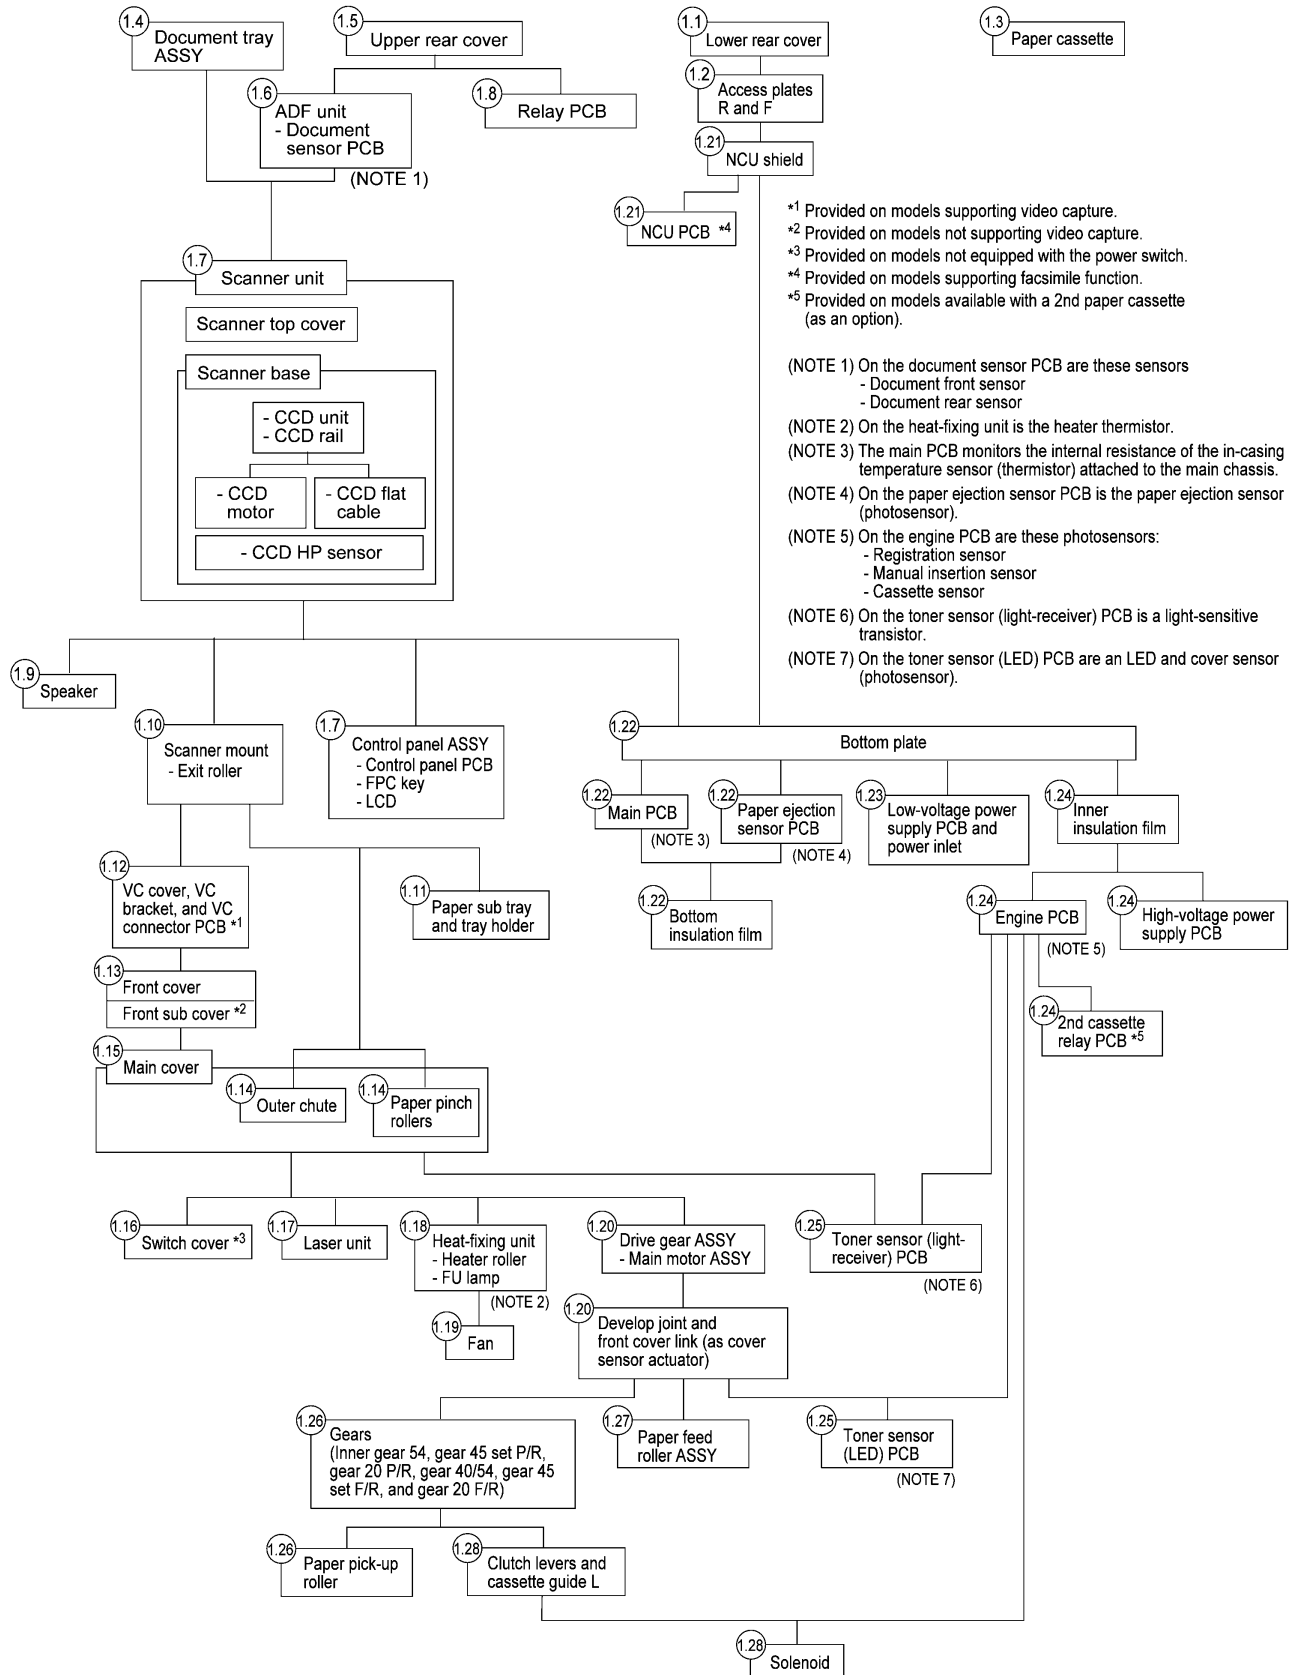 1.4
Document tray
ASSY
1.5
Upper rear cover
1.1
Lower rear cover
1.3
Paper cassette
1.6
ADF unit
- Document
sensor PCB
(NOTE 1)
1.8
Relay PCB
1.2
Access plates
R and F
1.21
NCU shield
1.21
NCU PCB *4
*1 Provided on models supporting video capture.
*2 Provided on models not supporting video capture.
*3 Provided on models not equipped with the power switch.
*4 Provided on models supporting facsimile function.
*5 Provided on models available with a 2nd paper cassette
(as an option).
(NOTE 1) On the document sensor PCB are these sensors
- Document front sensor
- Document rear sensor
(NOTE 2) On the heat-fixing unit is the heater thermistor.
(NOTE 3) The main PCB monitors the internal resistance of the in-casing
temperature sensor (thermistor) attached to the main chassis.
(NOTE 4) On the paper ejection sensor PCB is the paper ejection sensor
(photosensor).
(NOTE 5) On the engine PCB are these photosensors:
- Registration sensor
- Manual insertion sensor
- Cassette sensor
(NOTE 6) On the toner sensor (light-receiver) PCB is a light-sensitive
transistor.
(NOTE 7) On the toner sensor (LED) PCB are an LED and cover sensor
(photosensor).
1.7
Scanner unit
Scanner top cover
Scanner base
- CCD unit
- CCD rail
- CCD
motor
- CCD flat
cable
- CCD HP sensor
1.9
Speaker
1.10
Scanner mount
- Exit roller
1.7
Control panel ASSY
- Control panel PCB
- FPC key
- LCD
1.22
Bottom plate
1.22
Main PCB
(NOTE 3)
1.22
Paper ejection
sensor PCB
(NOTE 4)
1.23
Low-voltage power
supply PCB and
power inlet
1.24
Inner
insulation film
1.12
VC cover, VC
bracket, and VC
connector PCB *1
1.11
Paper sub tray
and tray holder
1.22
Bottom
insulation film
1.24
Engine PCB
(NOTE 5)
1.24
High-voltage power
supply PCB
1.13
Front cover
Front sub cover *2
1.24
2nd cassette
relay PCB *5
1.15
Main cover
1.14
Outer chute
1.14
Paper pinch
rollers
1.16
Switch cover *3
1.17
Laser unit
1.18
Heat-fixing unit
- Heater roller
- FU lamp
(NOTE 2)
1.20
Drive gear ASSY
- Main motor ASSY
1.25
Toner sensor (light-
receiver) PCB
(NOTE 6)
1.19
Fan
1.20
Develop joint and
front cover link (as cover
sensor actuator)
1.26
Gears
(Inner gear 54, gear 45 set P/R,
gear 20 P/R, gear 40/54, gear 45
set F/R, and gear 20 F/R)
1.27
Paper feed
roller ASSY
1.25
Toner sensor
(LED) PCB
(NOTE 7)
1.26
Paper pick-up
roller
1.28
Clutch levers and
cassette guide L
1.28
Solenoid